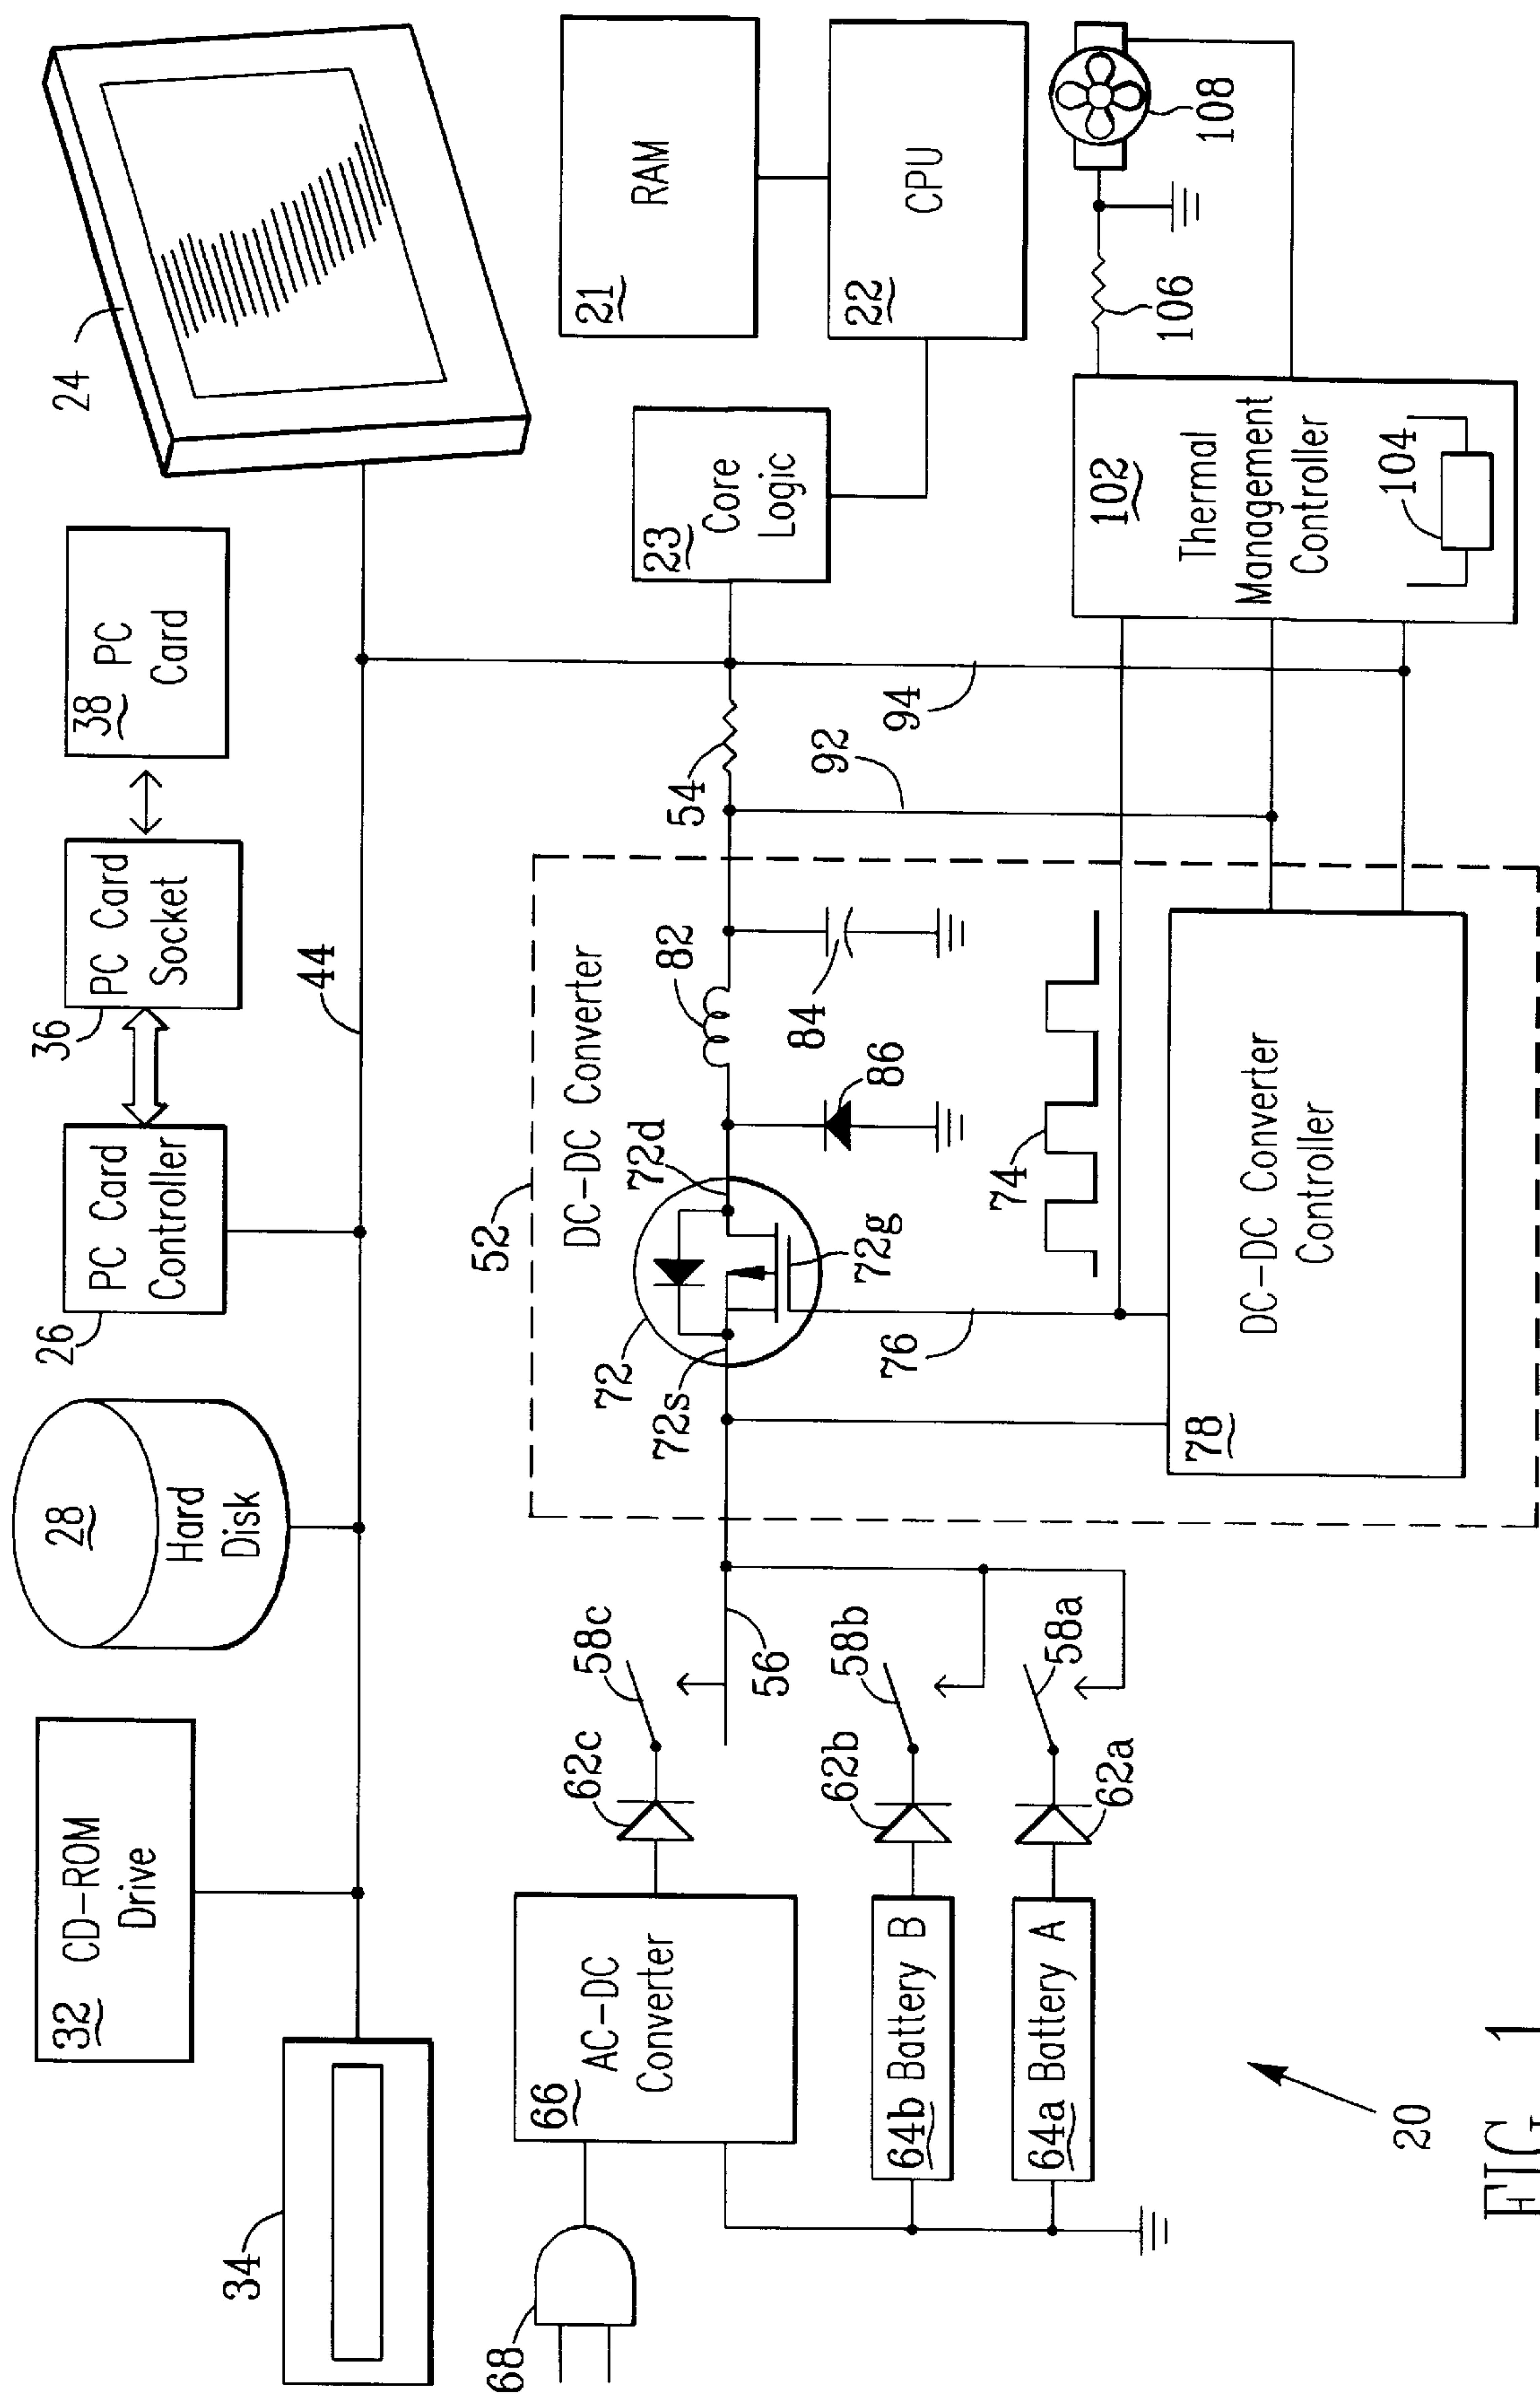 34
32
CD-ROM
Drive
28
Hard
Disk
26
PC Card
Controller
36
PC Card
Socket
38
PC
Card
44
24
68
66
AC-DC
Converter
62c
58c
56
64b Battery B
62b
58b
64a Battery A
62a
58a
52
DC-DC Converter
72
72s
72d
72g
76
82
84
86
74
78
DC-DC Converter
Controller
54
92
94
23
Core
Logic
21
RAM
22
CPU
102
Thermal
Management
Controller
104
106
108
20
FIG. 1